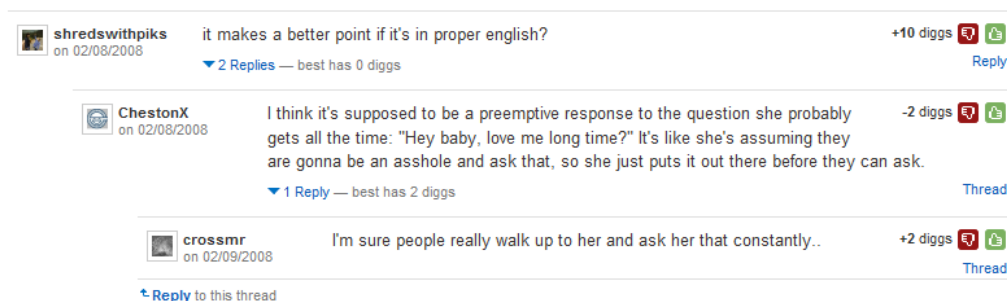 shredswithpiks it makes a better point if it's in proper english? +10 diggs
on 02/08/2008
2 Replies — best has 0 diggs Reply
ChestonX I think it's supposed to be a preemptive response to the question she probably -2 diggs
on 02/08/2008 gets all the time: "Hey baby, love me long time?" It's like she's assuming they
are gonna be an asshole and ask that, so she just puts it out there before they can ask.
1 Reply — best has 2 diggs Thread
crossmr I'm sure people really walk up to her and ask her that constantly.. +2 diggs
on 02/09/2008
Thread
Reply to this thread